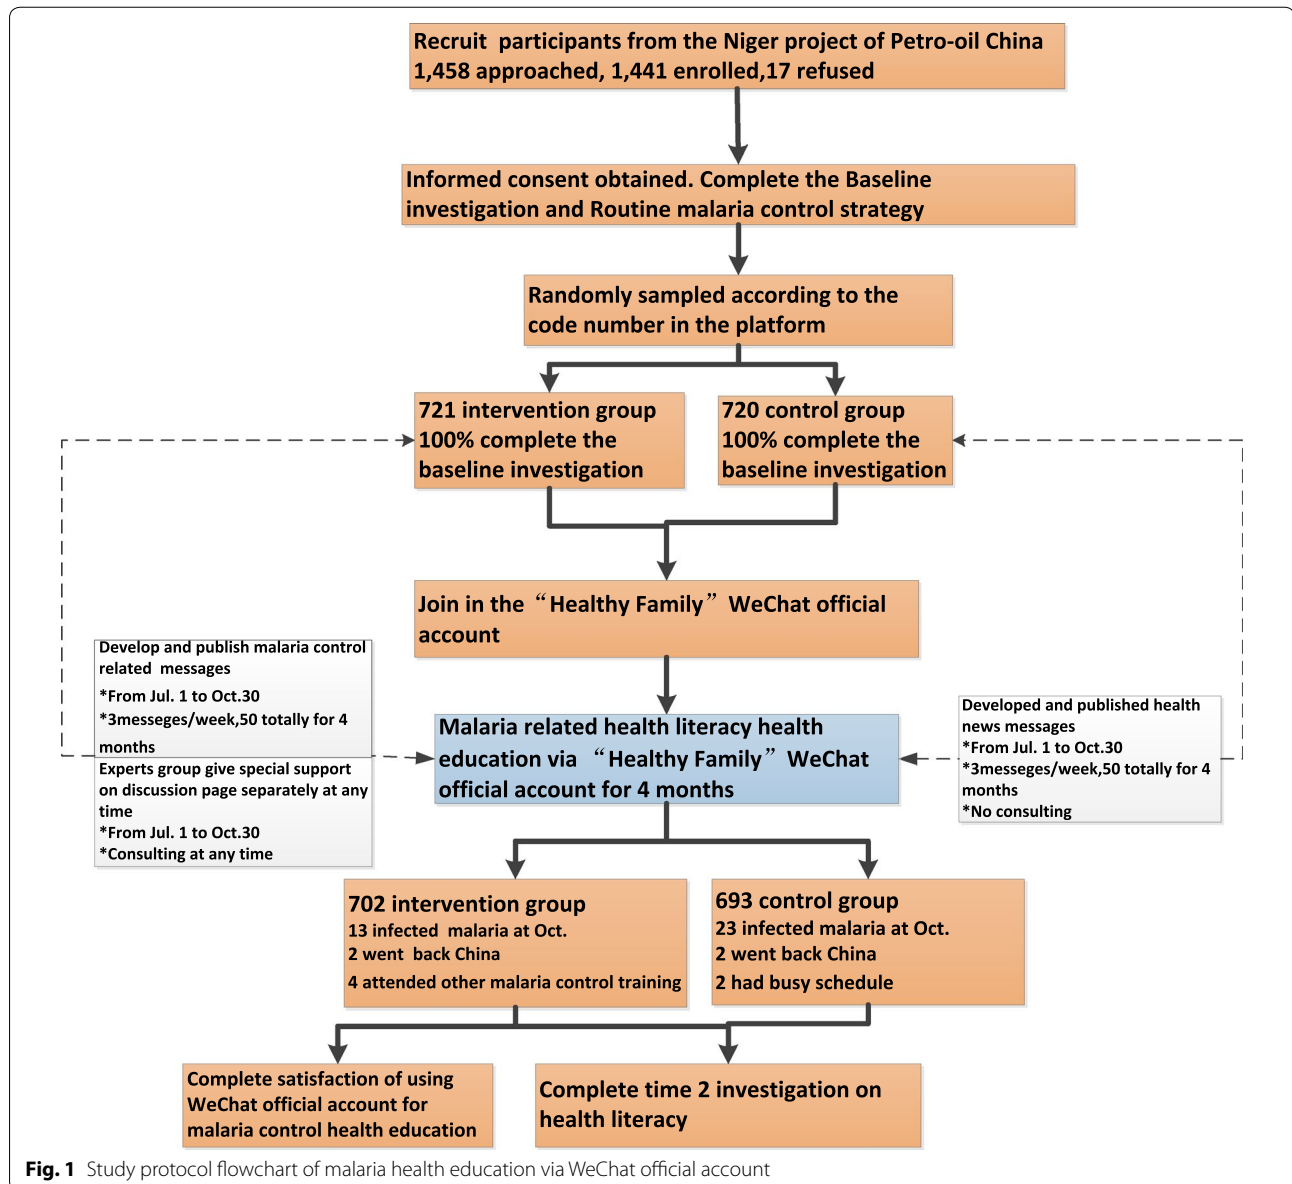 Recruit participants from the Niger project of Petro-oil China
1,458 approached, 1,441 enrolled,17 refused
Informed consent obtained. Complete the Baseline
investigation and Routine malaria control strategy
Randomly sampled according to the
code number in the platform
721 intervention group
100% complete the
baseline investigation
720 control group
100% complete the
baseline investigation
Join in the “Healthy Family” WeChat official
account
Develop and publish malaria control
related messages
*From Jul. 1 to Oct.30
*3messeges/week,50 totally for 4
months
Experts group give special support
on discussion page separately at any
time
*From Jul. 1 to Oct.30
*Consulting at any time
Malaria related health literacy health
education via “Healthy Family” WeChat
official account for 4 months
Developed and published health
news messages
*From Jul. 1 to Oct.30
*3messeges/week,50 totally for 4
months
*No consulting
702 intervention group
13 infected malaria at Oct.
2 went back China
4 attended other malaria control training
693 control group
23 infected malaria at Oct.
2 went back China
2 had busy schedule
Complete satisfaction of using
WeChat official account for
malaria control health education
Complete time 2 investigation on
health literacy
Fig. 1 Study protocol flowchart of malaria health education via WeChat official account